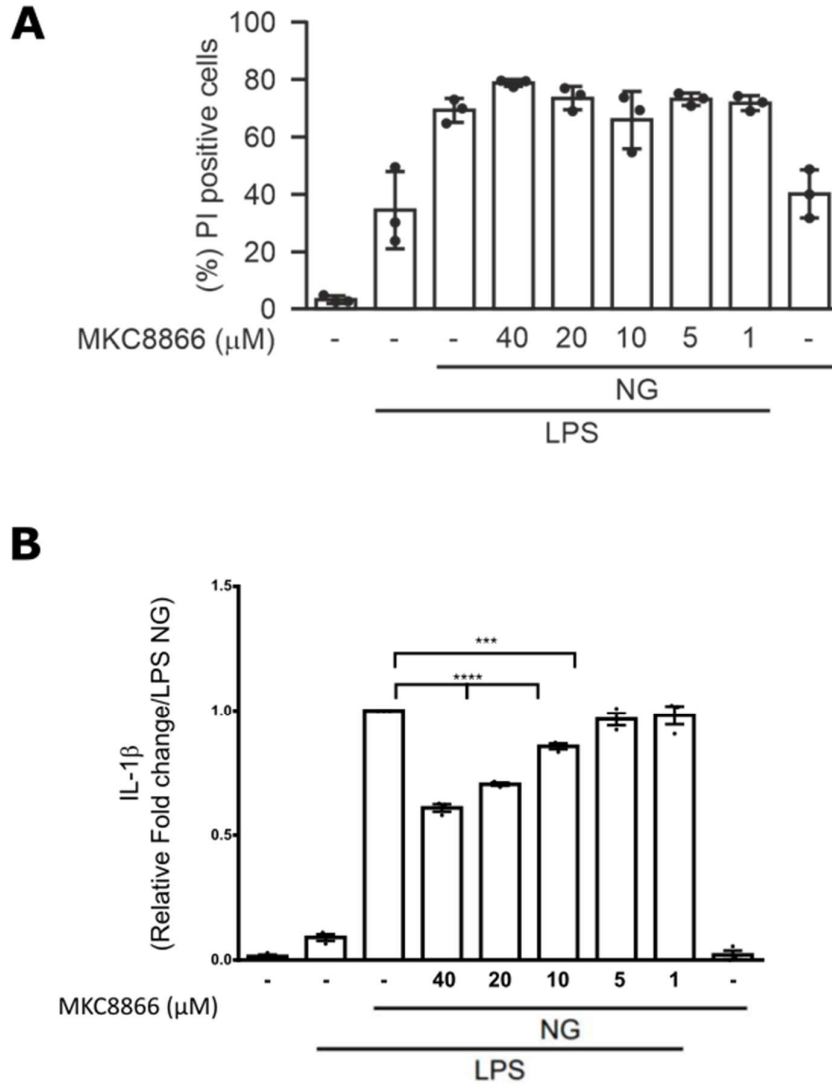 A
(%) PI positive cells
100
80
60
40
20
0
MKC8866 (μM) - - - 40 20 10 5 1 -
NG
LPS
B
IL-1β
(Relative Fold change/LPS NG)
1.5
1.0
0.5
0.0
***
****
MKC8866 (μM) - - - 40 20 10 5 1 -
NG
LPS